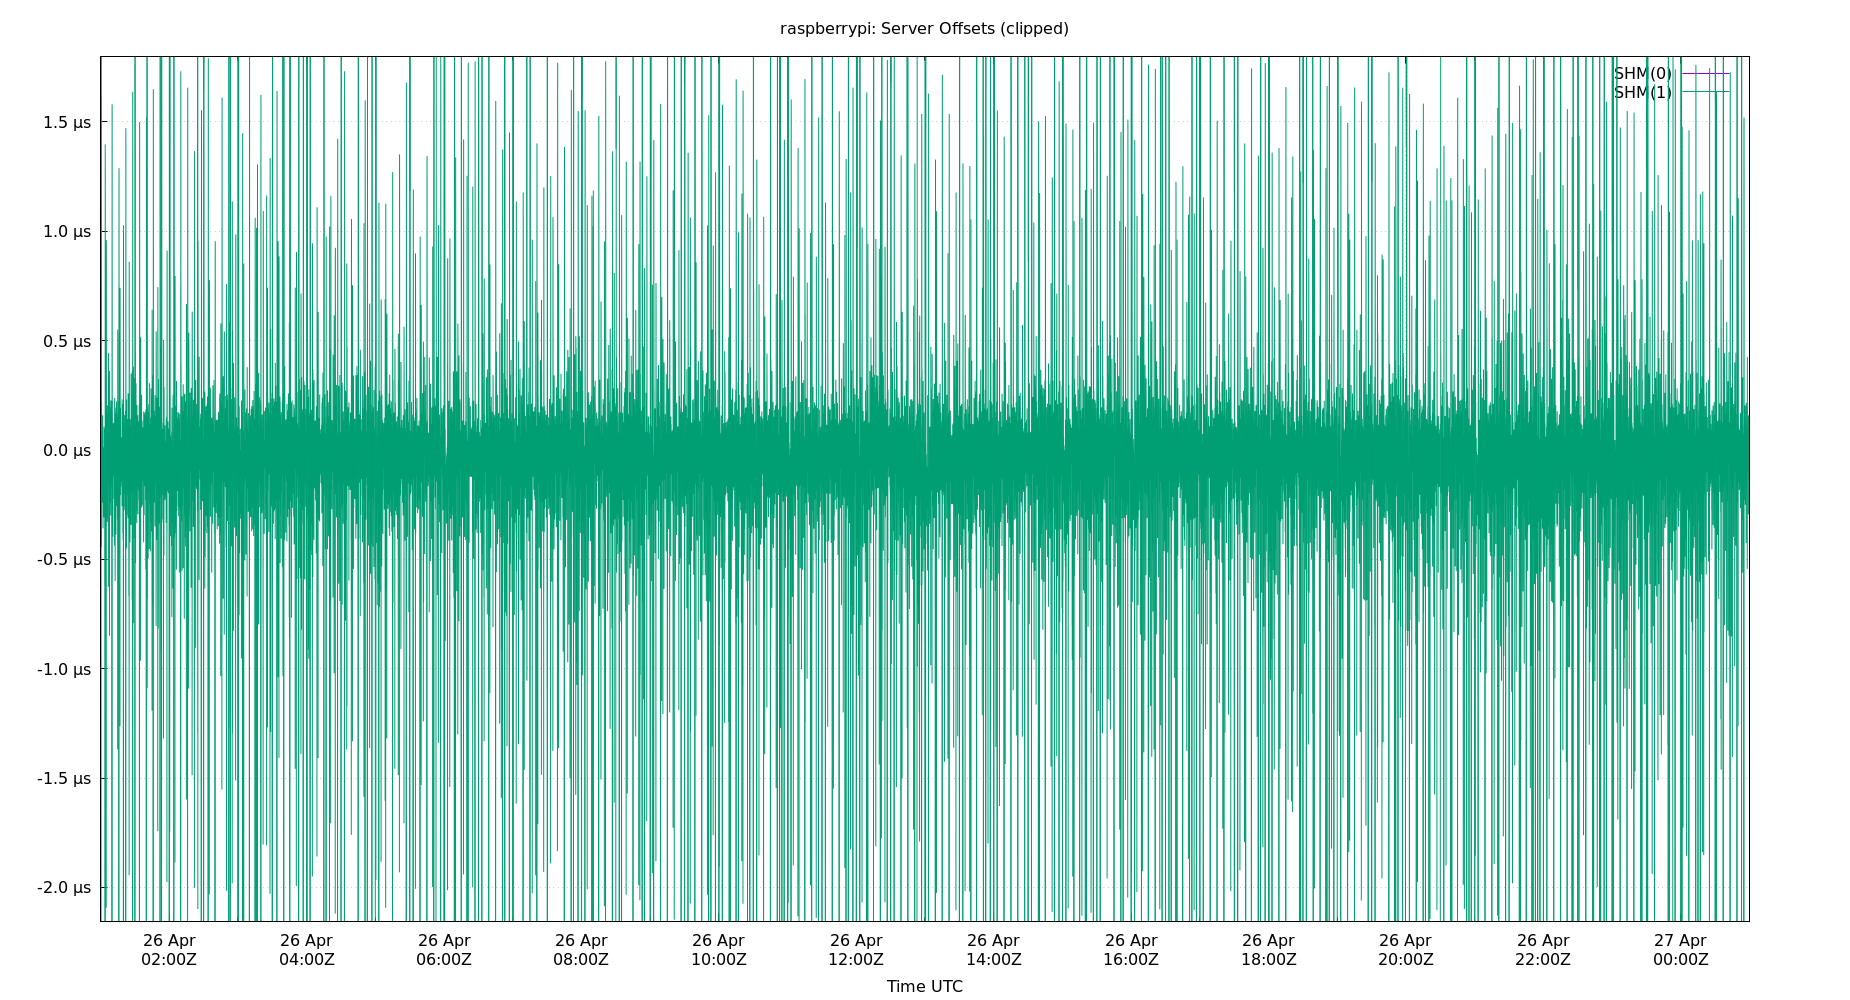 raspberrypi: Server Offsets (clipped)
SHM(0)
SHM(1)
1.5 µs
1.0 µs
0.5 µs
0.0 µs
-0.5 µs
-1.0 µs
-1.5 µs
-2.0 µs
26 Apr 26 Apr 26 Apr 26 Apr 26 Apr 26 Apr 26 Apr 26 Apr 26 Apr 26 Apr 26 Apr 27 Apr
02:00Z 04:00Z 06:00Z 08:00Z 10:00Z 12:00Z 14:00Z 16:00Z 18:00Z 20:00Z 22:00Z 00:00Z
Time UTC